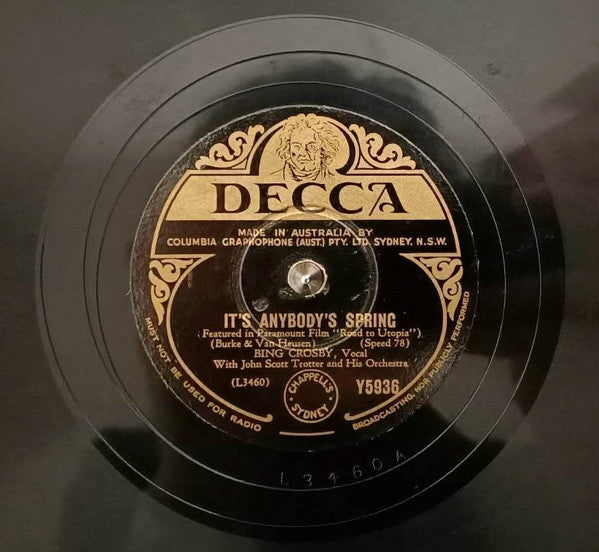 DECCA
MADE IN AUSTRALIA BY
COLUMBIA GRAPHOPHONE (AUST.) PTY. LTD. SYDNEY. N.S.W.
IT'S ANYBODY'S SPRING
(Featured in Paramount Film "Road to Utopia")
(Burke & Van Heusen) (Speed 78)
BING CROSBY, Vocal
With John Scott Trotter and His Orchestra
(L3460) CHAPPELL'S SYDNEY Y5936
MUST NOT BE USED FOR RADIO BROADCASTING, NOR PUBLICLY PERFORMED
L3460A